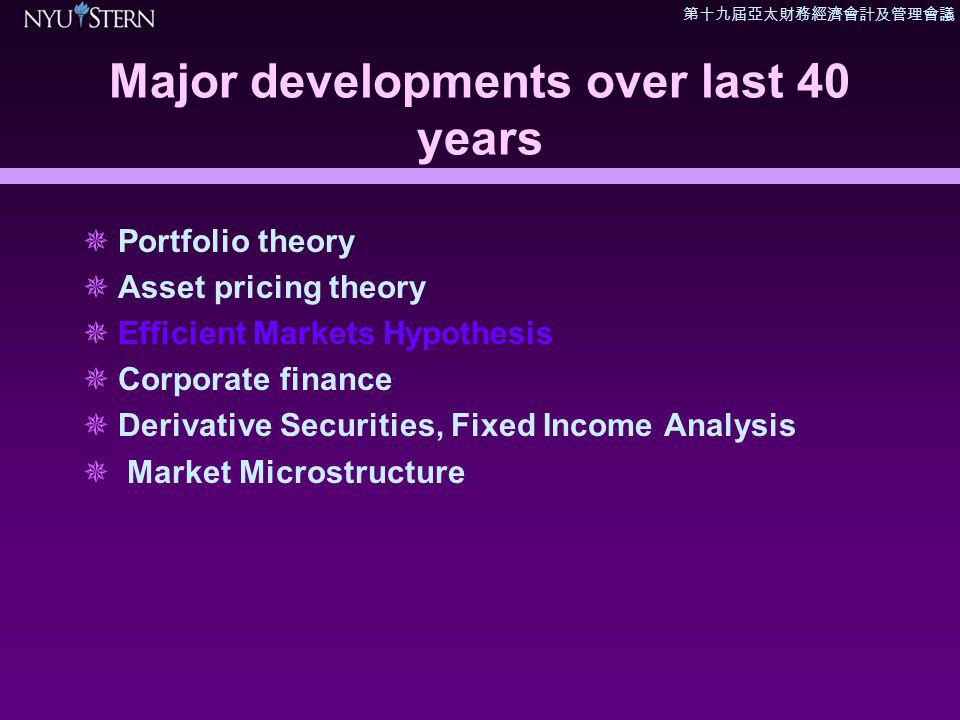 NYU STERN
第十九屆亞太財務經濟會計及管理會議
Major developments over last 40
years
Portfolio theory
Asset pricing theory
Efficient Markets Hypothesis
Corporate finance
Derivative Securities, Fixed Income Analysis
Market Microstructure